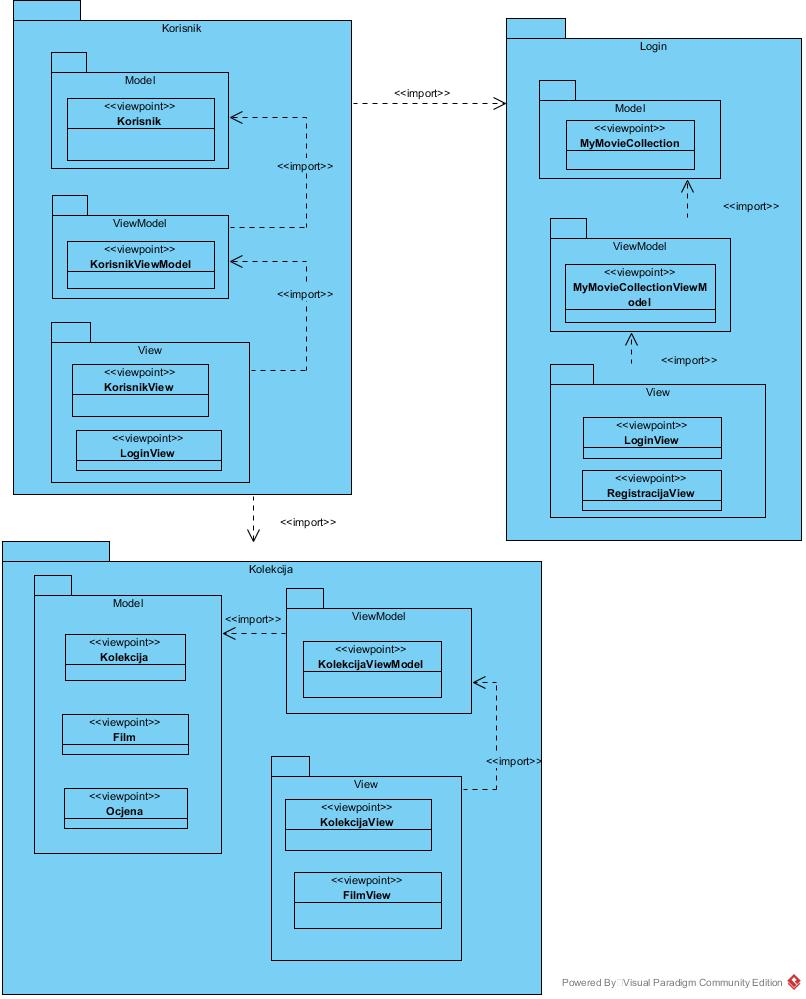 Korisnik
Model
<<viewpoint>>
Korisnik
<<import>>
ViewModel
<<viewpoint>>
KorisnikViewModel
<<import>>
View
<<viewpoint>>
KorisnikView
<<viewpoint>>
LoginView
<<import>>
Login
Model
<<viewpoint>>
MyMovieCollection
<<import>>
ViewModel
<<viewpoint>>
MyMovieCollectionViewM
odel
<<import>>
View
<<viewpoint>>
LoginView
<<viewpoint>>
RegistracijaView
<<import>>
Kolekcija
Model
<<viewpoint>>
Kolekcija
<<viewpoint>>
Film
<<viewpoint>>
Ocjena
<<import>>
ViewModel
<<viewpoint>>
KolekcijaViewModel
<<import>>
View
<<viewpoint>>
KolekcijaView
<<viewpoint>>
FilmView
Powered By Visual Paradigm Community Edition